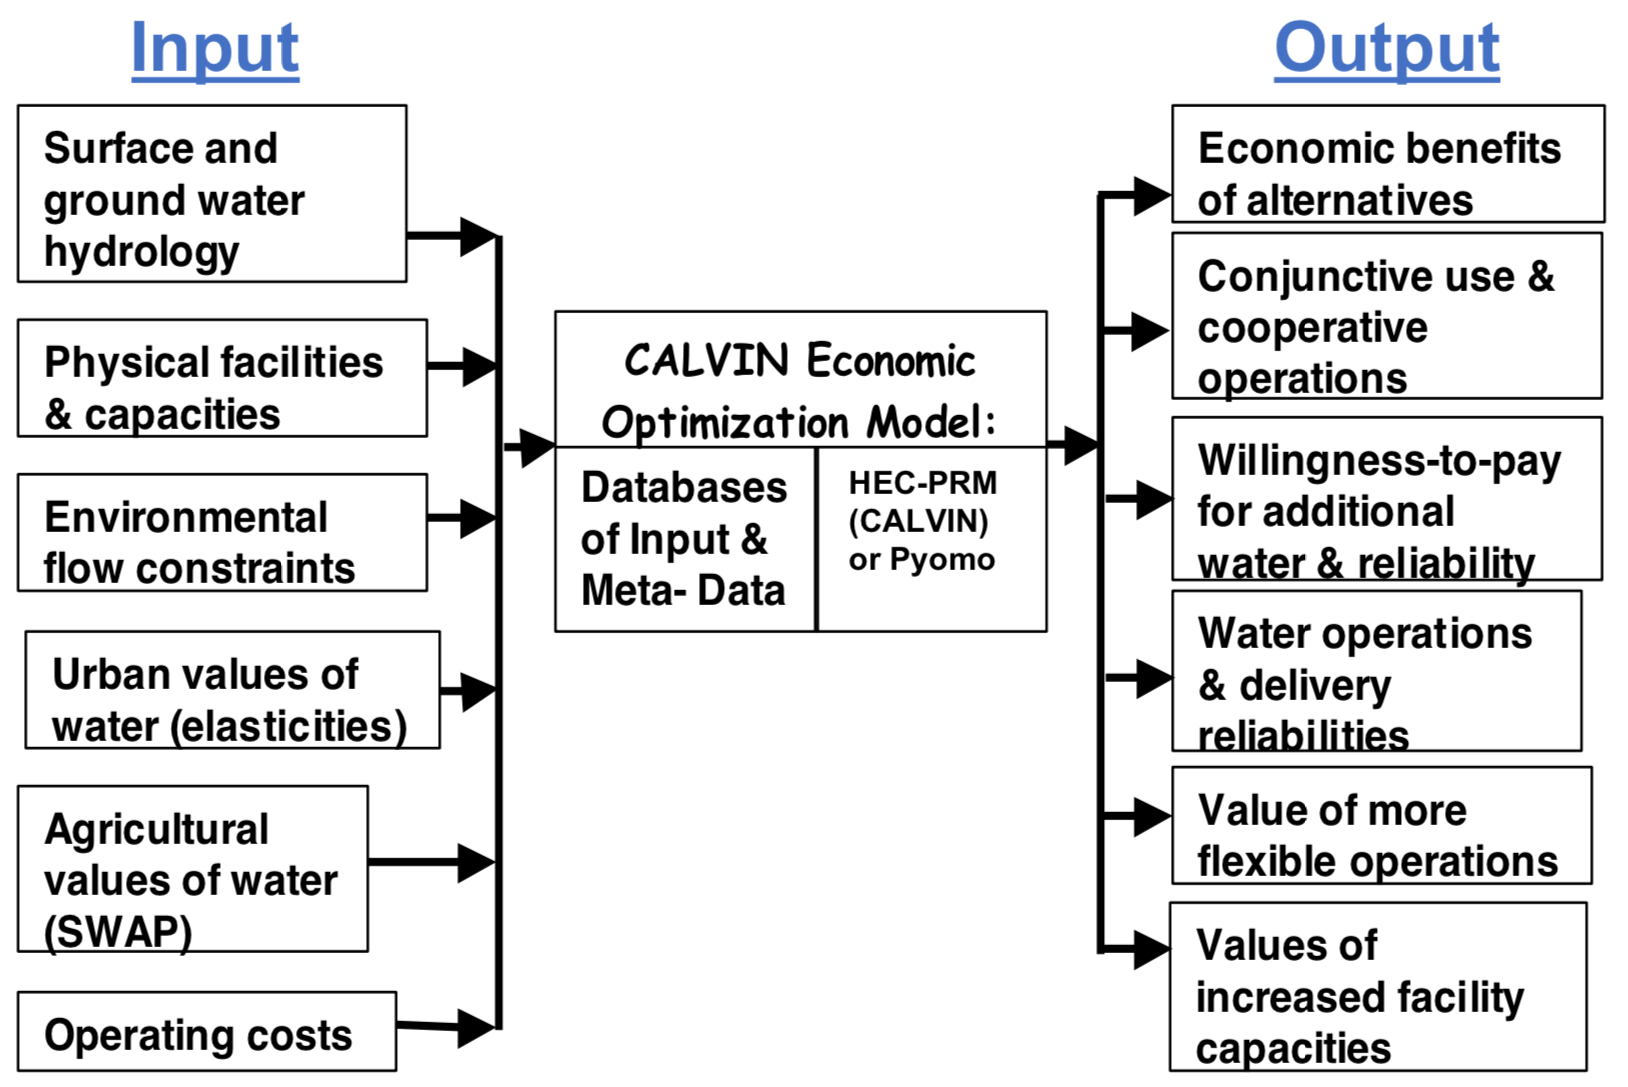 Input
Output
Surface and
ground water
hydrology
Physical facilities
& capacities
Environmental
flow constraints
Urban values of
water (elasticities)
Agricultural
values of water
(SWAP)
Operating costs
CALVIN Economic
Optimization Model:
Databases
of Input &
Meta- Data
HEC-PRM
(CALVIN)
or Pyomo
Economic benefits
of alternatives
Conjunctive use &
cooperative
operations
Willingness-to-pay
for additional
water & reliability
Water operations
& delivery
reliabilities
Value of more
flexible operations
Values of
increased facility
capacities